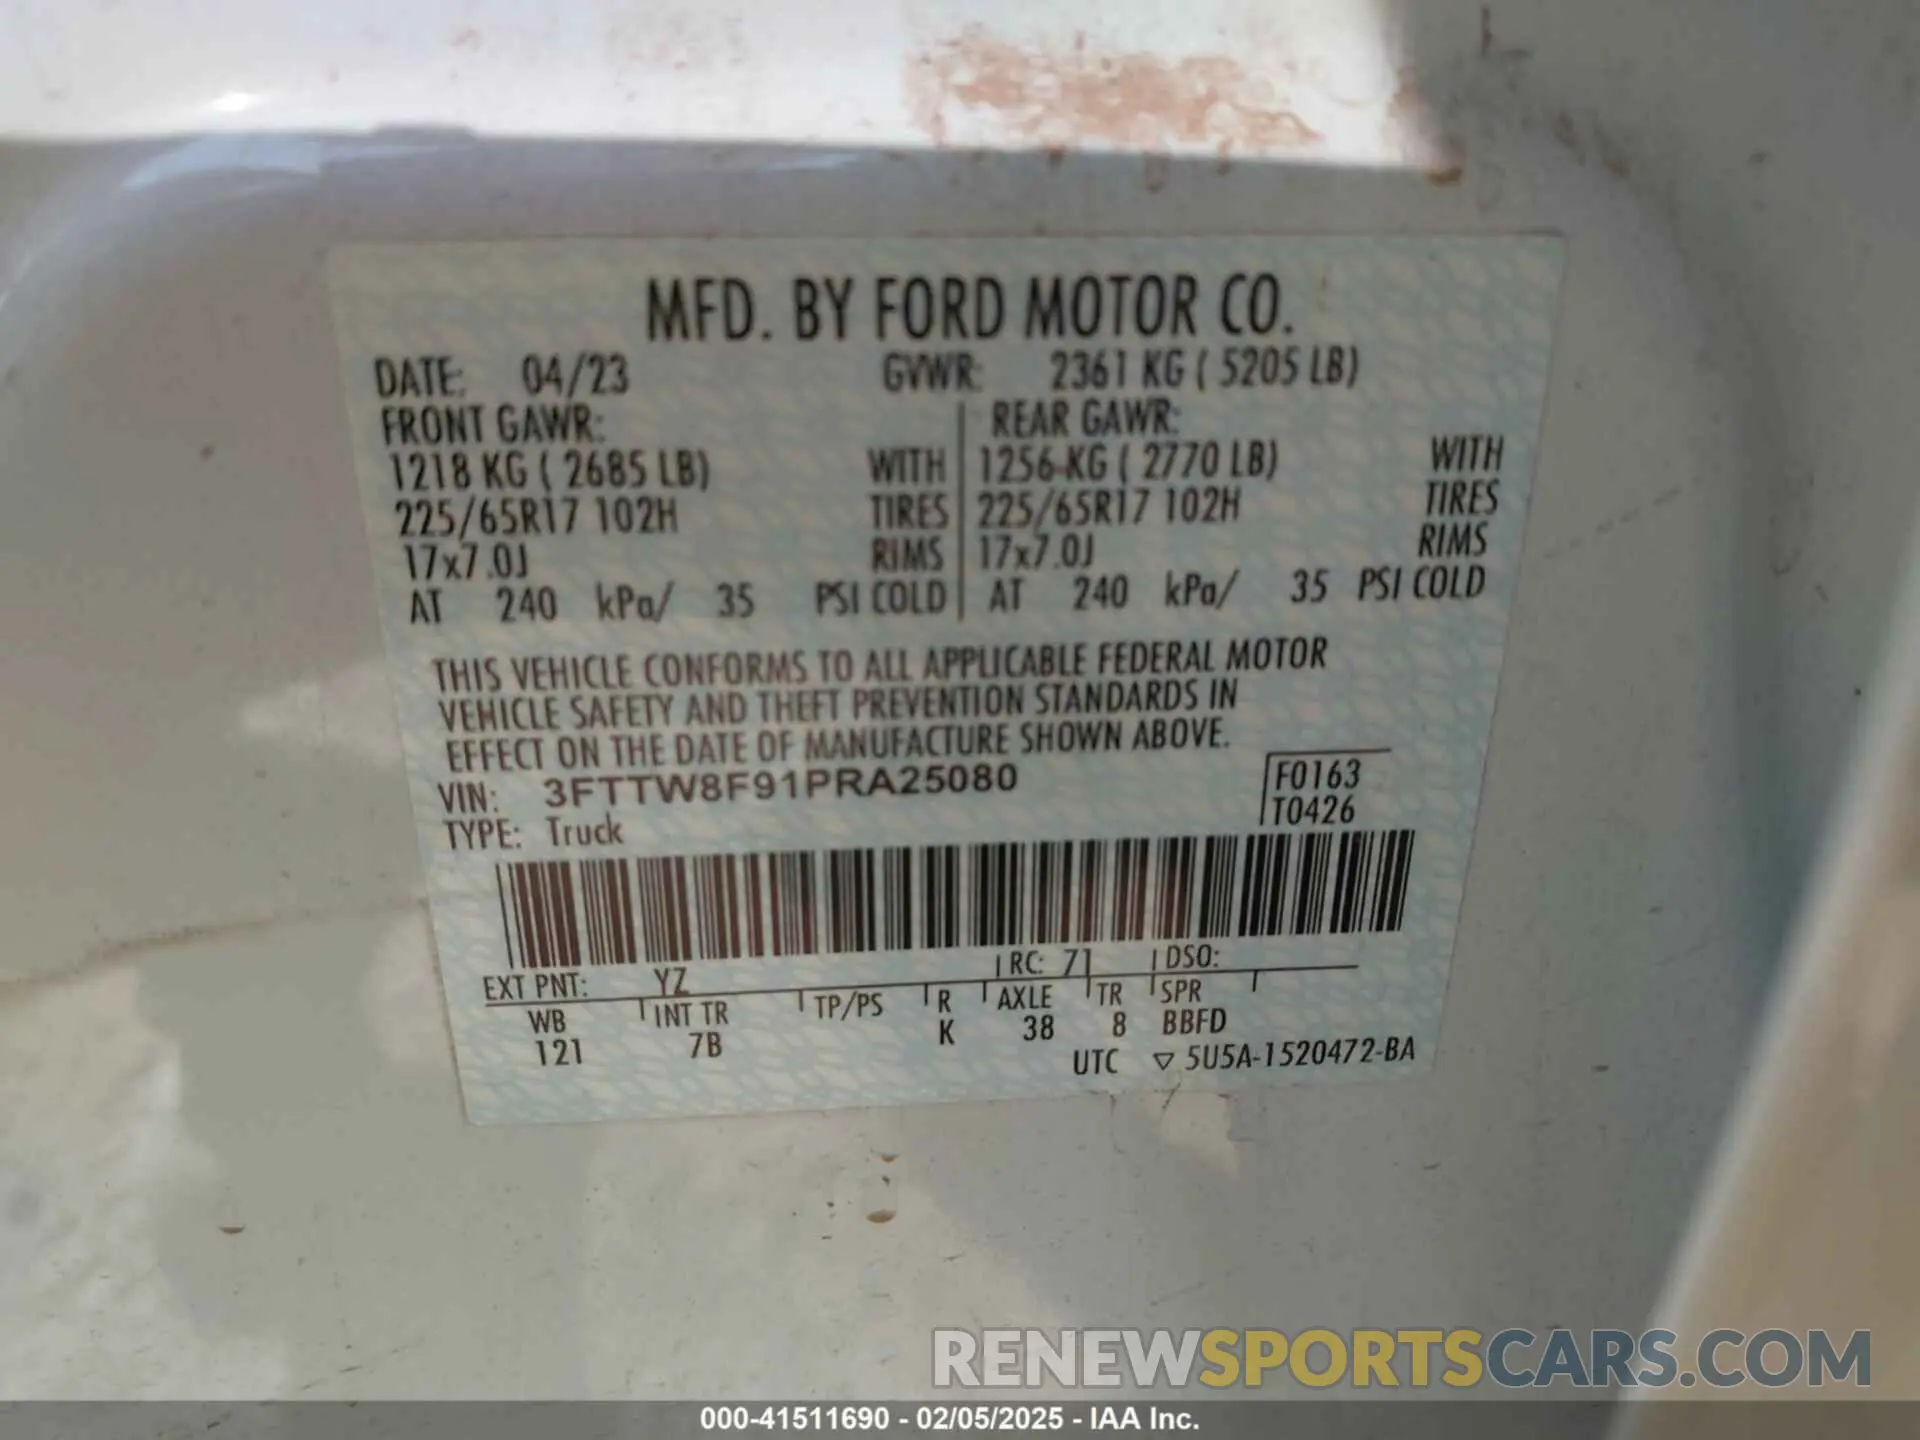 MFD. BY FORD MOTOR CO.
DATE: 04/23 GVWR: 2361 KG ( 5205 LB)
FRONT GAWR: REAR GAWR:
1218 KG ( 2685 LB) WITH 1256 KG ( 2770 LB) WITH
225/65R17 102H TIRES 225/65R17 102H TIRES
17x7.0J RIMS 17x7.0J RIMS
AT 240 kPa/ 35 PSI COLD AT 240 kPa/ 35 PSI COLD
THIS VEHICLE CONFORMS TO ALL APPLICABLE FEDERAL MOTOR
VEHICLE SAFETY AND THEFT PREVENTION STANDARDS IN
EFFECT ON THE DATE OF MANUFACTURE SHOWN ABOVE.
VIN: 3FTTW8F91PRA25080 F0163
TYPE: Truck T0426
EXT PNT: YZ RC: 71 DSO:
WB INT TR TP/PS R AXLE TR SPR
121 7B K 38 8 BBFD
UTC ▽ 5U5A-1520472-BA
RENEWSPORTSCARS.COM
000-41511690 - 02/05/2025 - IAA Inc.